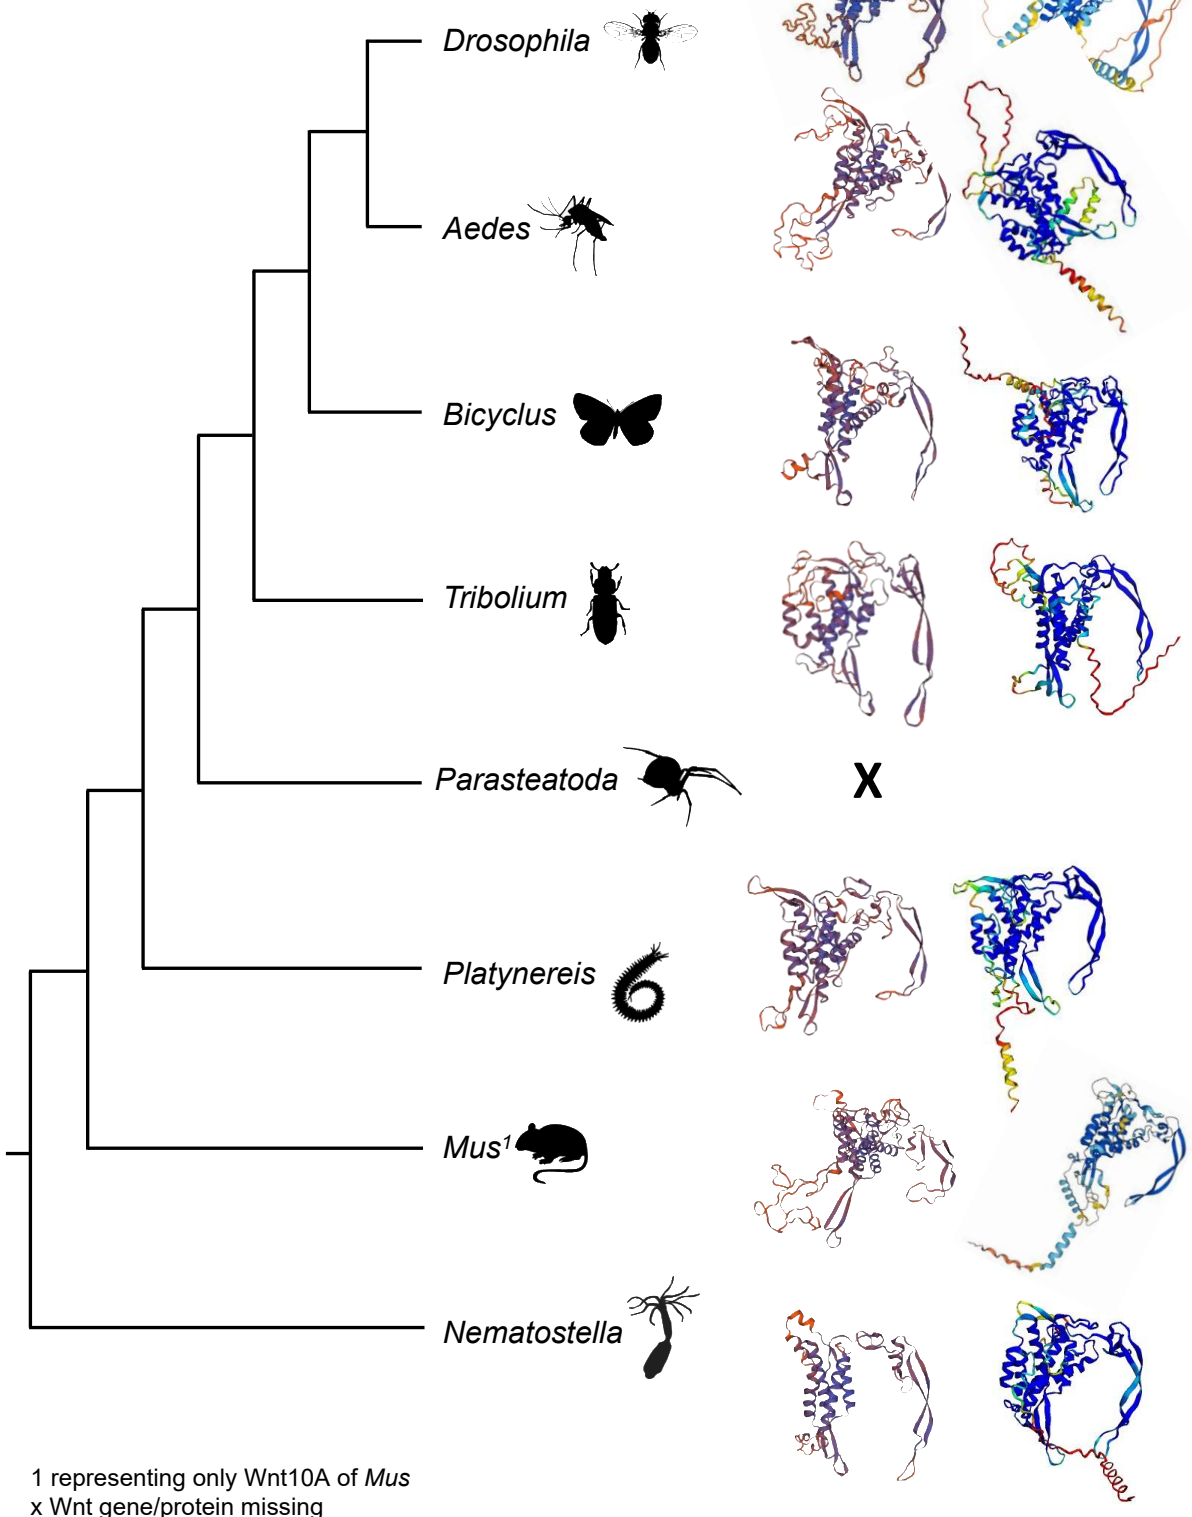 Drosophila
Aedes
Bicyclus
Tribolium
Parasteatoda
X
Platynereis
Mus¹
Nematostella
1 representing only Wnt10A of Mus
x Wnt gene/protein missing